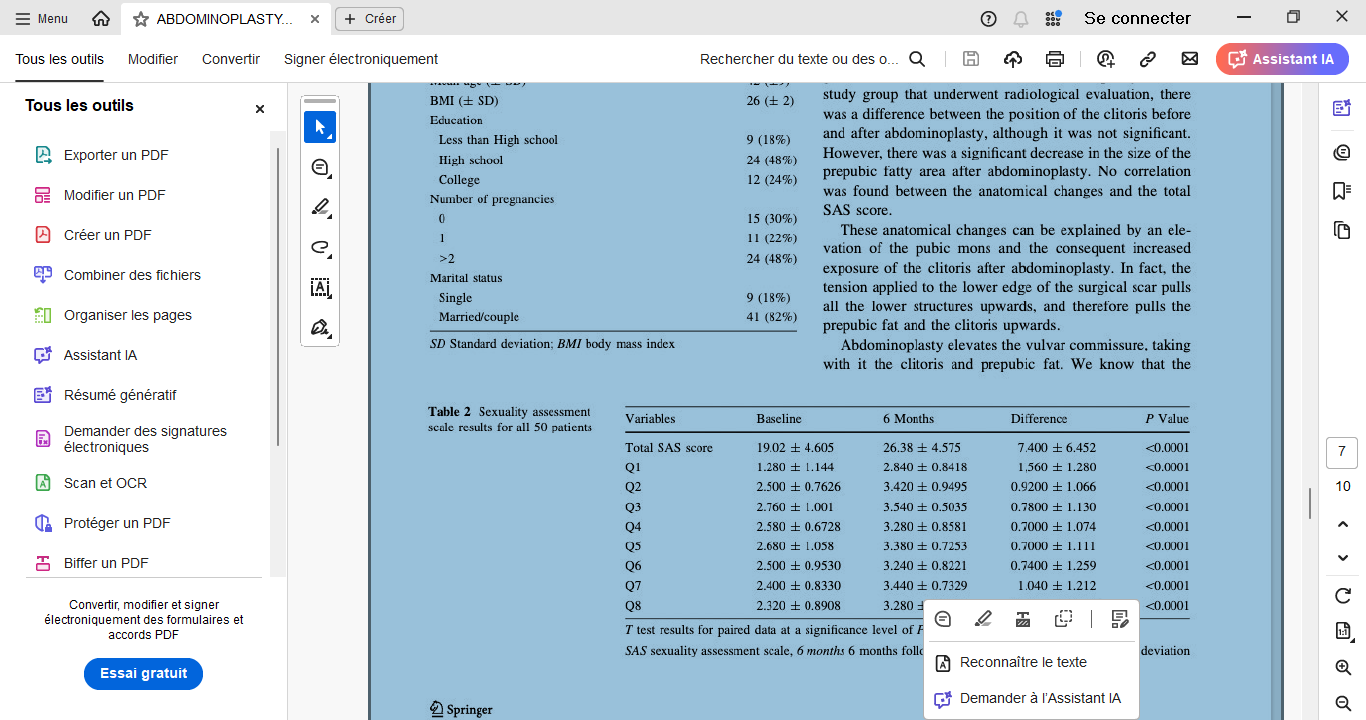 Menu
ABDOMINOPLASTY...
Créer
Se connecter
Tous les outils
Modifier
Convertir
Signer électroniquement
Rechercher du texte ou des o...
Assistant IA
Tous les outils
Exporter un PDF
Modifier un PDF
Créer un PDF
Combiner des fichiers
Organiser les pages
Assistant IA
Résumé génératif
Demander des signatures
électroniques
Scan et OCR
Protéger un PDF
Biffer un PDF
Convertir, modifier et signer
électroniquement des formulaires et
accords PDF
Essai gratuit
BMI (± SD) 26 (± 2)
Education
Less than High school 9 (18%)
High school 24 (48%)
College 12 (24%)
Number of pregnancies
0 15 (30%)
1 11 (22%)
>2 24 (48%)
Marital status
Single 9 (18%)
Married/couple 41 (82%)
SD Standard deviation; BMI body mass index
study group that underwent radiological evaluation, there
was a difference between the position of the clitoris before
and after abdominoplasty, although it was not significant.
However, there was a significant decrease in the size of the
prepubic fatty area after abdominoplasty. No correlation
was found between the anatomical changes and the total
SAS score.
These anatomical changes can be explained by an ele-
vation of the pubic mons and the consequent increased
exposure of the clitoris after abdominoplasty. In fact, the
tension applied to the lower edge of the surgical scar pulls
all the lower structures upwards, and therefore pulls the
prepubic fat and the clitoris upwards.
Abdominoplasty elevates the vulvar commissure, taking
with it the clitoris and prepubic fat. We know that the
Table 2 Sexuality assessment
scale results for all 50 patients
Variables Baseline 6 Months Difference P Value
Total SAS score 19.02 ± 4.605 26.38 ± 4.575 7.400 ± 6.452 <0.0001
Q1 1.280 ± 1.144 2.840 ± 0.8418 1.560 ± 1.280 <0.0001
Q2 2.500 ± 0.7626 3.420 ± 0.9495 0.9200 ± 1.066 <0.0001
Q3 2.760 ± 1.001 3.540 ± 0.5035 0.7800 ± 1.130 <0.0001
Q4 2.580 ± 0.6728 3.280 ± 0.8581 0.7000 ± 1.074 <0.0001
Q5 2.680 ± 1.058 3.380 ± 0.7253 0.7000 ± 1.111 <0.0001
Q6 2.500 ± 0.9530 3.240 ± 0.8221 0.7400 ± 1.259 <0.0001
Q7 2.400 ± 0.8330 3.440 ± 0.7329 1.040 ± 1.212 <0.0001
Q8 2.320 ± 0.8908 3.280 ± <0.0001
T test results for paired data at a significance level of
SAS sexuality assessment scale, 6 months 6 months deviation
Springer
Reconnaître le texte
Demander à l'Assistant IA
7
10